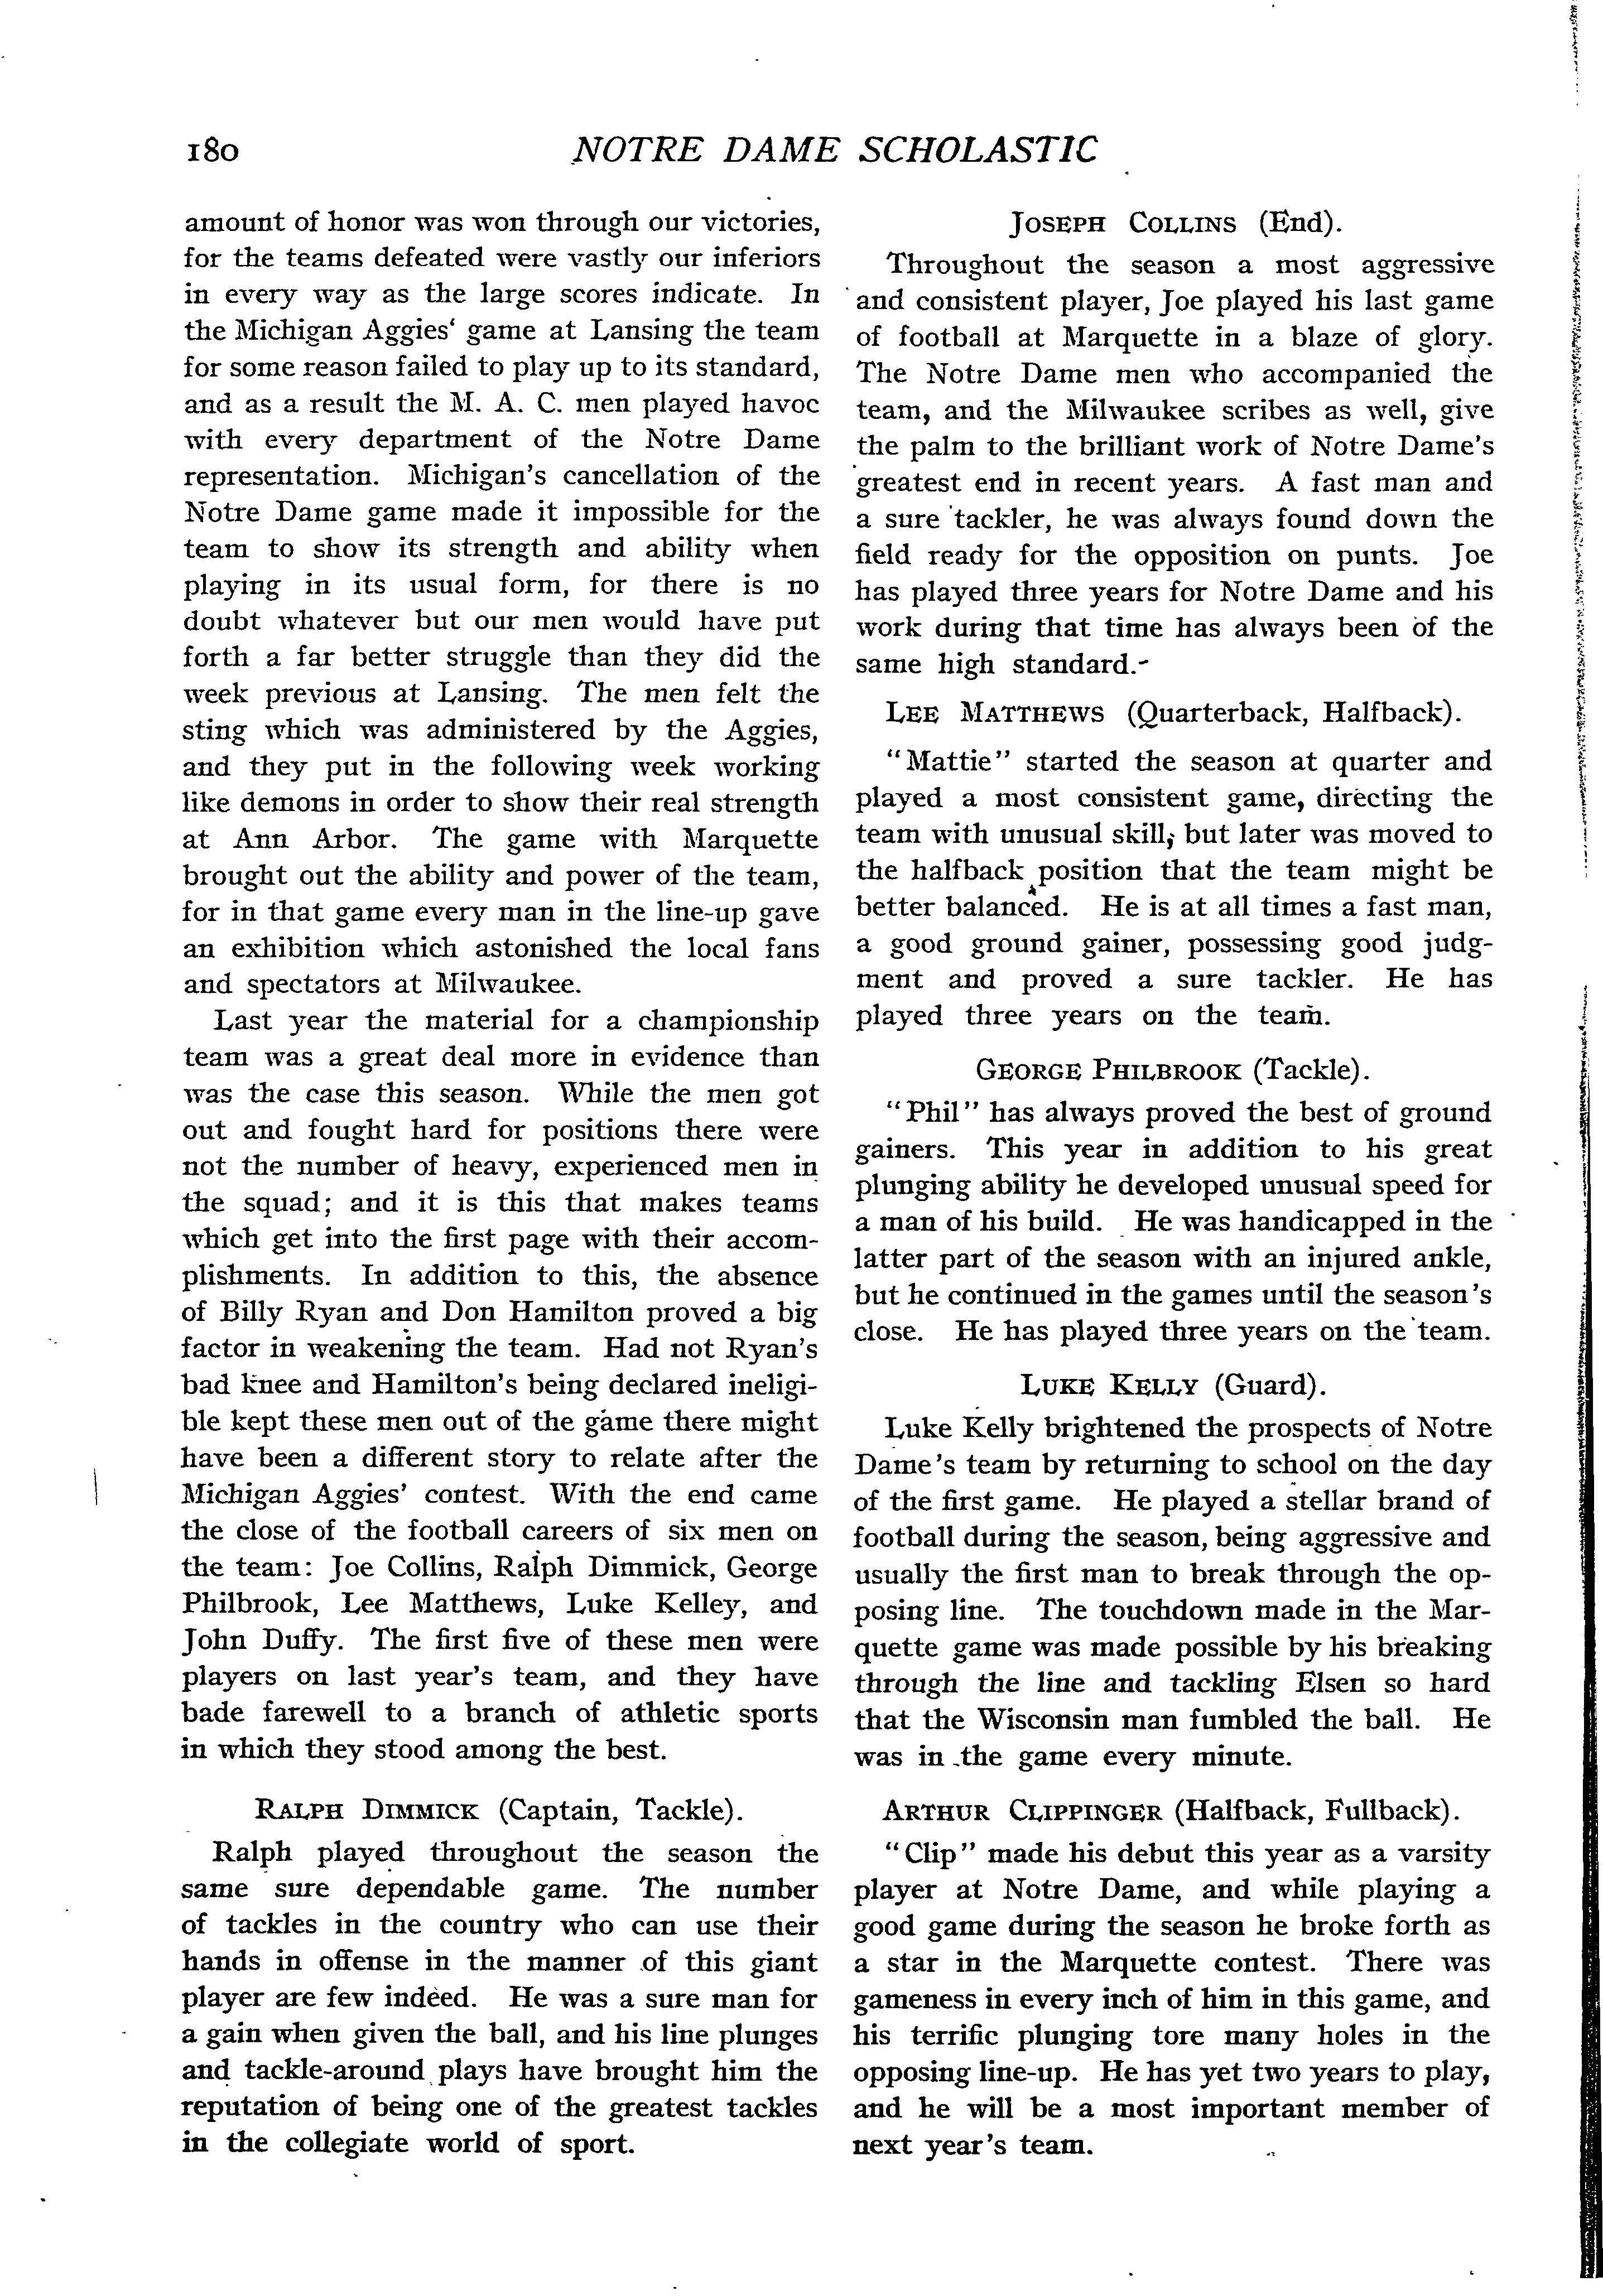 180
NOTRE DAME SCHOLASTIC
amount of honor was won through our victories,
for the teams defeated were vastly our inferiors
in every way as the large scores indicate. In
the Michigan Aggies‘ game at Lansing the team
for some reason failed to play up to its standard,
and as a result the M. A. C. men played havoc
with every department of the Notre Dame
representation. Michigan's cancellation of the
Notre Dame game made it impossible for the
team to show its strength and ability when
playing in its usual form, for there is no
doubt whatever but our men would have put
forth a far better struggle than they did the
week previous at Lansing. The men felt the
sting which was administered by the Aggies,
and they put in the following week working
like demons in order to show their real strength
at Ann Arbor. The game with Marquette
brought out the ability and power of the team,
for in that game every man in the line-up gave
an exhibition which astonished the local fans
and spectators at Milwaukee.
Last year the material for a championship
team was a great deal more in evidence than
was the case this season. While the men got
out and fought hard for positions there were
not the number of heavy, experienced men in
the squad; and it is this that makes teams
which get into the first page with their accom-
plishments. In addition to this, the absence
of Billy Ryan and Don Hamilton proved a big
factor in weakening the team. Had not Ryan's
bad knee and Hamilton's being declared ineligi-
ble kept these men out of the game there might
have been a different story to relate after the
Michigan Aggies' contest. With the end came
the close of the football careers of six men on
the team: Joe Collins, Ralph Dimmick, George
Philbrook, Lee Matthews, Luke Kelley, and
John Duffy. The first five of these men were
players on last year's team, and they have
bade farewell to a branch of athletic sports
in which they stood among the best.
RALPH DIMMICK (Captain, Tackle).
Ralph played throughout the season the
same sure dependable game. The number
of tackles in the country who can use their
hands in offense in the manner of this giant
player are few indeed. He was a sure man for
a gain when given the ball, and his line plunges
and tackle-around plays have brought him the
reputation of being one of the greatest tackles
in the collegiate world of sport.
JOSEPH COLLINS (End).
Throughout the season a most aggressive
and consistent player, Joe played his last game
of football at Marquette in a blaze of glory.
The Notre Dame men who accompanied the
team, and the Milwaukee scribes as well, give
the palm to the brilliant work of Notre Dame's
greatest end in recent years. A fast man and
a sure tackler, he was always found down the
field ready for the opposition on punts. Joe
has played three years for Notre Dame and his
work during that time has always been of the
same high standard.
LEE MATTHEWS (Quarterback, Halfback).
"Mattie" started the season at quarter and
played a most consistent game, directing the
team with unusual skill, but later was moved to
the halfback position that the team might be
better balanced. He is at all times a fast man,
a good ground gainer, possessing good judg-
ment and proved a sure tackler. He has
played three years on the team.
GEORGE PHILBROOK (Tackle).
"Phil" has always proved the best of ground
gainers. This year in addition to his great
plunging ability he developed unusual speed for
a man of his build. He was handicapped in the
latter part of the season with an injured ankle,
but he continued in the games until the season's
close. He has played three years on the team.
LUKE KELLY (Guard).
Luke Kelly brightened the prospects of Notre
Dame's team by returning to school on the day
of the first game. He played a stellar brand of
football during the season, being aggressive and
usually the first man to break through the op-
posing line. The touchdown made in the Mar-
quette game was made possible by his breaking
through the line and tackling Elsen so hard
that the Wisconsin man fumbled the ball. He
was in the game every minute.
ARTHUR CLIPPINGER (Halfback, Fullback).
"Clip" made his debut this year as a varsity
player at Notre Dame, and while playing a
good game during the season he broke forth as
a star in the Marquette contest. There was
gameness in every inch of him in this game, and
his terrific plunging tore many holes in the
opposing line-up. He has yet two years to play,
and he will be a most important member of
next year's team.